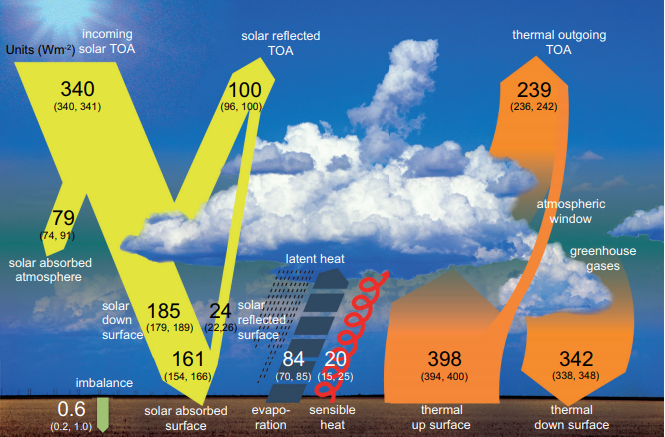 incoming
solar TOA
Units (Wm-2)
340
(340, 341)
solar reflected
TOA
100
(96, 100)
thermal outgoing
TOA
239
(236, 242)
79
(74, 91)
solar absorbed
atmosphere
atmospheric
window
greenhouse
gases
latent heat
solar
down
surface
185
(179, 189)
24
(22,26)
solar
reflected
surface
161
(154, 166)
84
(70, 85)
20
(15, 25)
398
(394, 400)
342
(338, 348)
imbalance
0.6
(0.2, 1.0)
solar absorbed
surface
evapo-
ration
sensible
heat
thermal
up surface
thermal
down surface